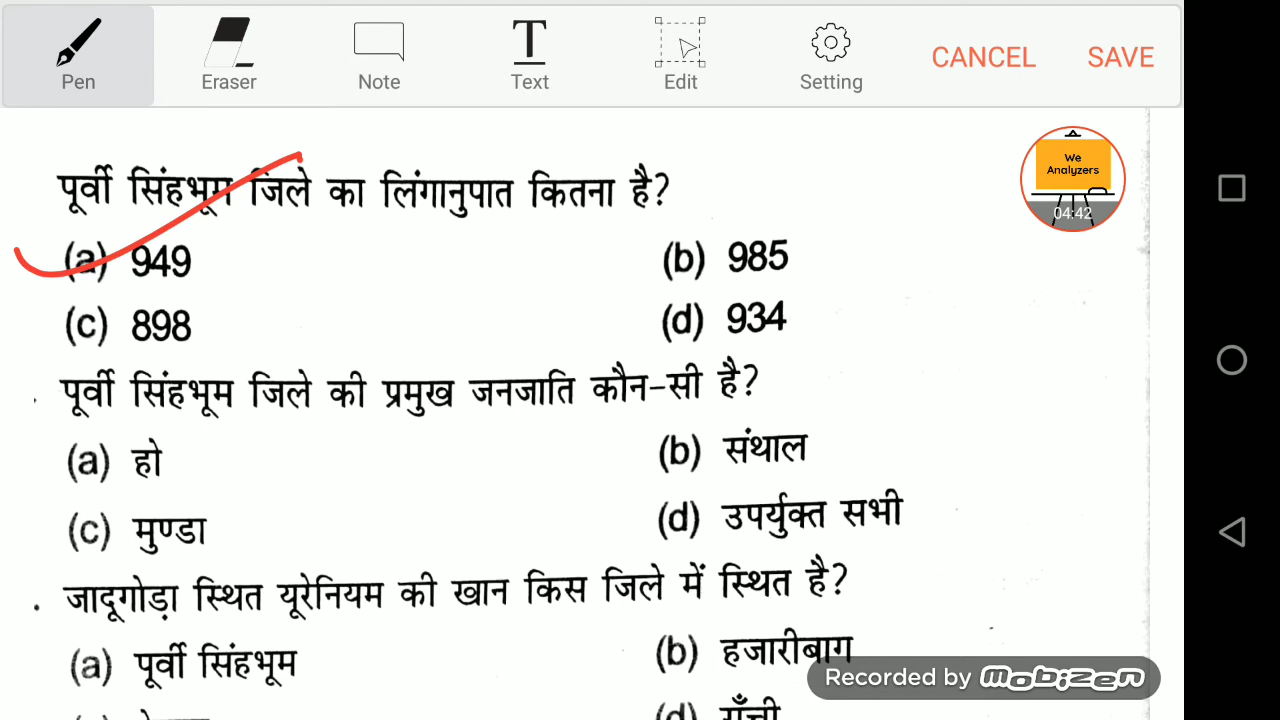 Pen Eraser Note Text Edit Setting CANCEL SAVE
We
Analyzers
04:42
पूर्वी सिंहभूम जिले का लिंगानुपात कितना है?
(a) 949 (b) 985
(c) 898 (d) 934
पूर्वी सिंहभूम जिले की प्रमुख जनजाति कौन-सी है?
(a) हो (b) संथाल
(c) मुण्डा (d) उपर्युक्त सभी
जादूगोड़ा स्थित यूरेनियम की खान किस जिले में स्थित है?
(a) पूर्वी सिंहभूम (b) हजारीबाग
Recorded by MOBIZEN